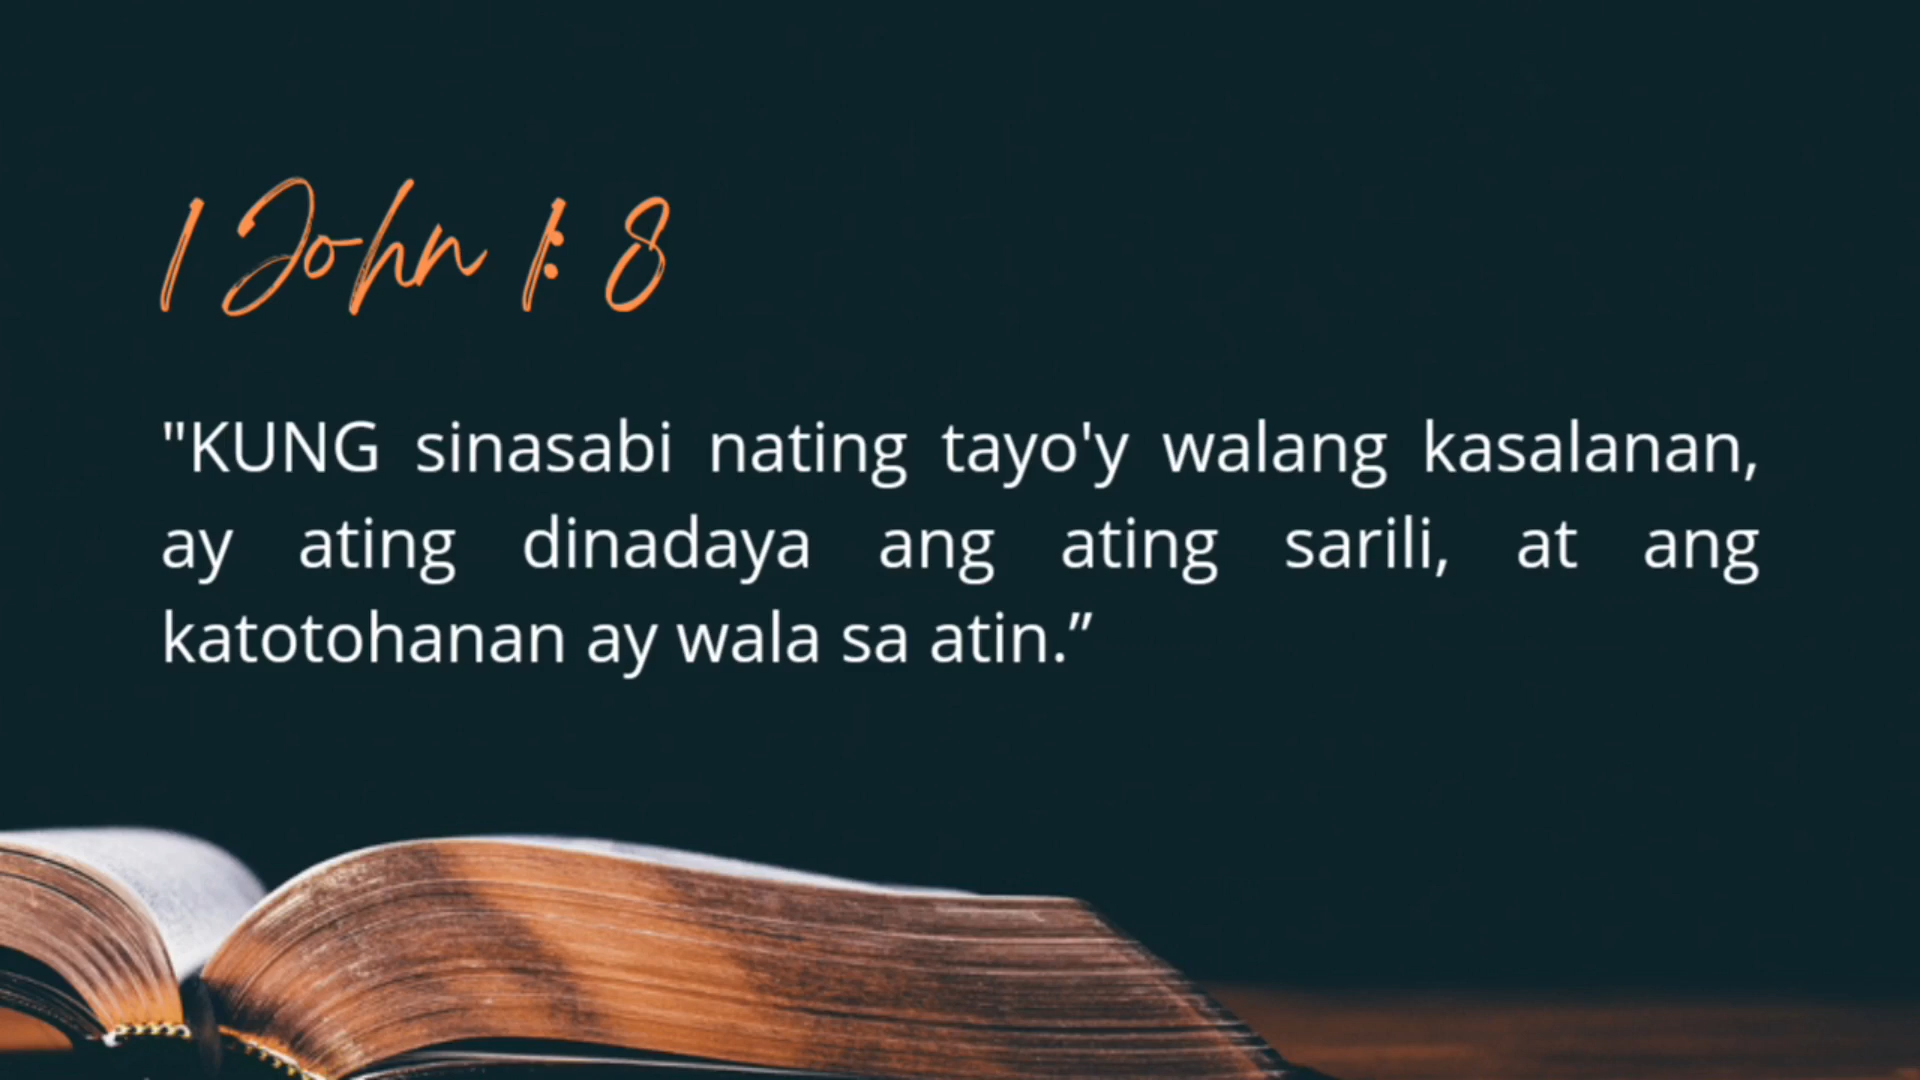 1 John 1: 8
"KUNG sinasabi nating tayo'y walang kasalanan,
ay ating dinadaya ang ating sarili, at ang
katotohanan ay wala sa atin.”